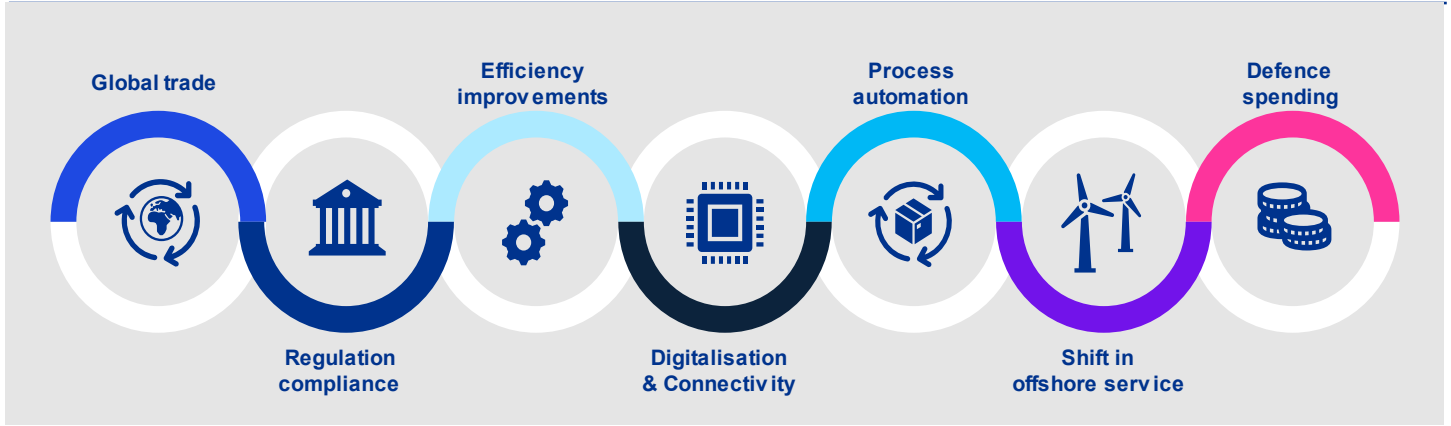 Global trade
Regulation
compliance
Efficiency
improvements
Digitalisation
& Connectivity
Process
automation
Shift in
offshore service
Defence
spending